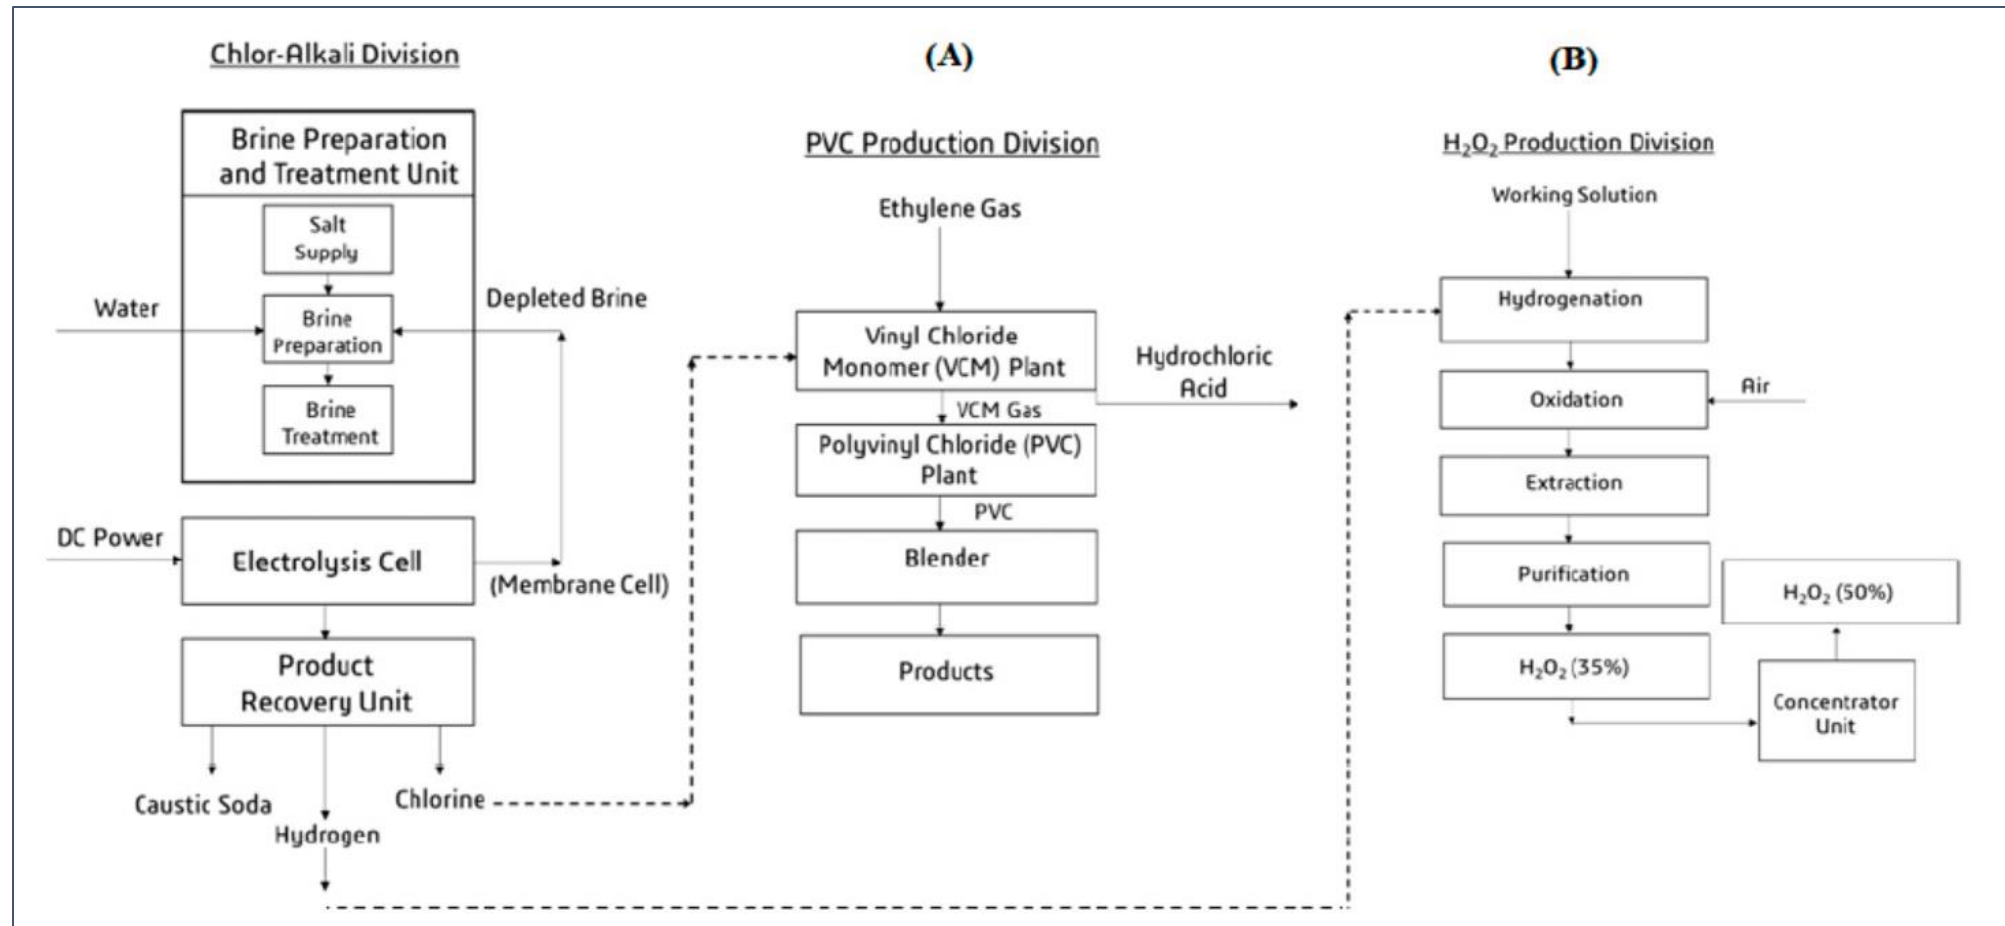 Chlor-Alkali Division
Brine Preparation
and Treatment Unit
Salt
Supply
Water
Brine
Preparation
Depleted Brine
Brine
Treatment
DC Power
Electrolysis Cell
(Membrane Cell)
Product
Recovery Unit
Caustic Soda
Hydrogen
Chlorine
(A)
PVC Production Division
Ethylene Gas
Vinyl Chloride
Monomer (VCM) Plant
Hydrochloric
Acid
VCM Gas
Polyvinyl Chloride (PVC)
Plant
PVC
Blender
Products
(B)
H₂O₂ Production Division
Working Solution
Hydrogenation
Oxidation
Air
Extraction
Purification
H₂O₂ (35%)
Concentrator
Unit
H₂O₂ (50%)